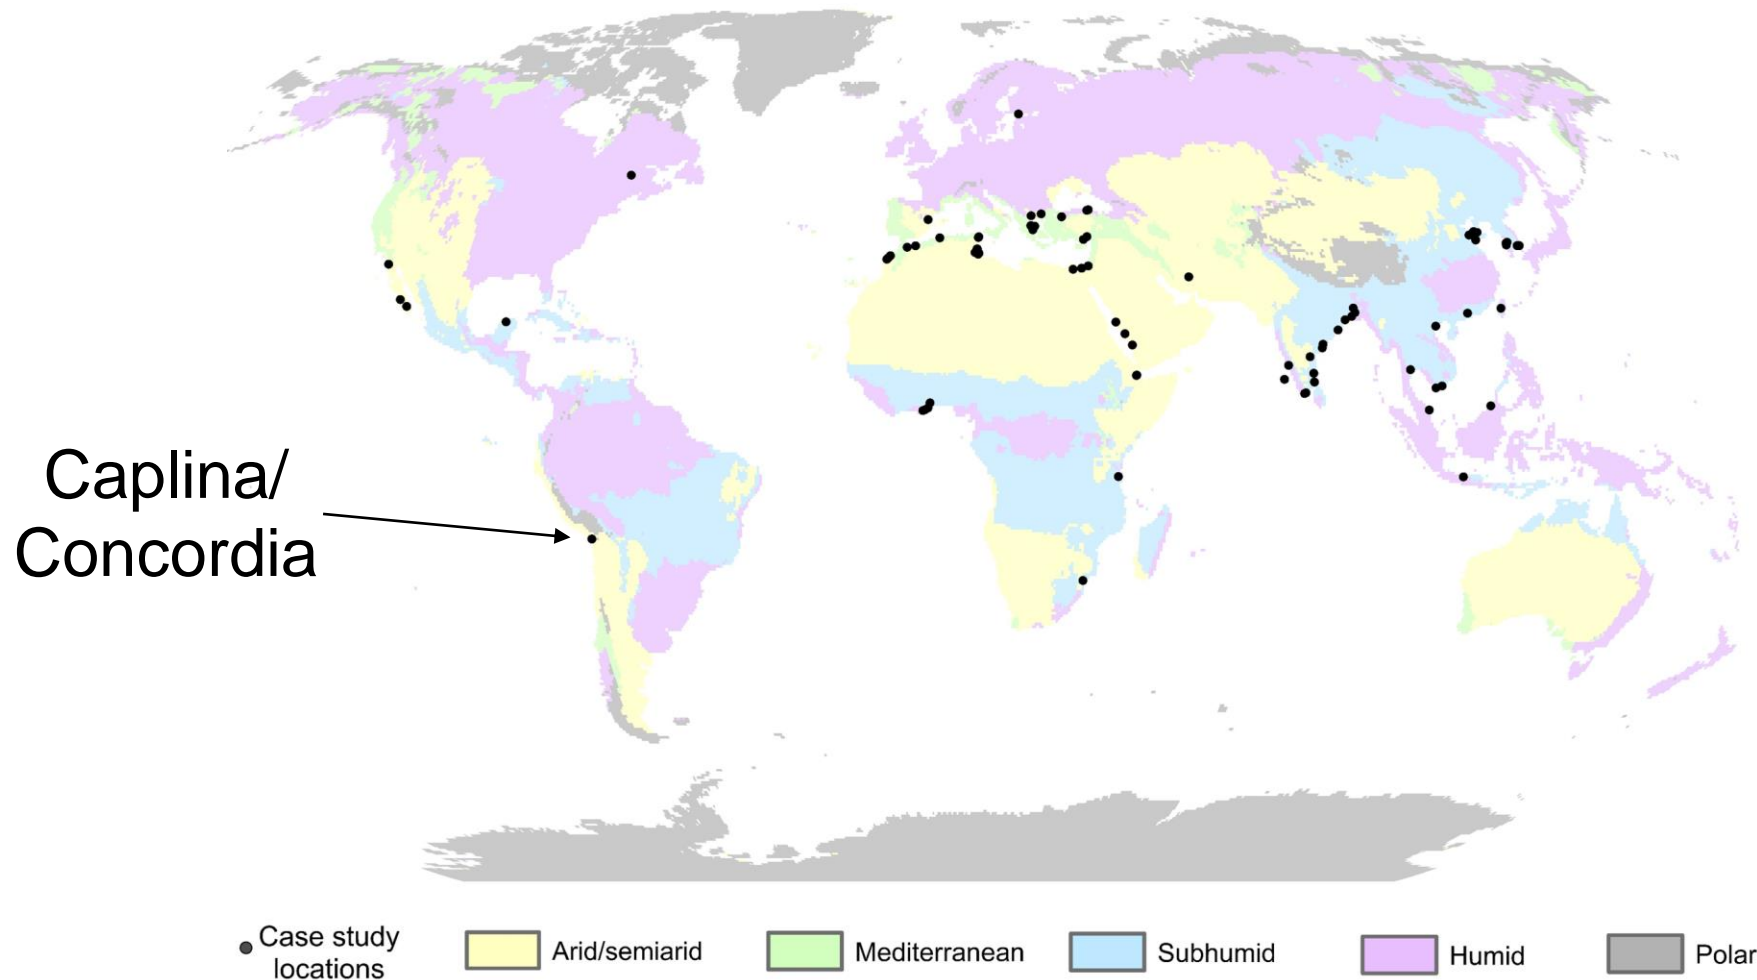 Caplina/
Concordia
Case study
locations
Arid/semiarid
Mediterranean
Subhumid
Humid
Polar